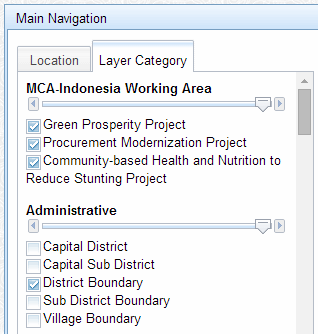 Main Navigation
Location
Layer Category
MCA-Indonesia Working Area
Green Prosperity Project
Procurement Modernization Project
Community-based Health and Nutrition to
Reduce Stunting Project
Administrative
Capital District
Capital Sub District
District Boundary
Sub District Boundary
Village Boundary